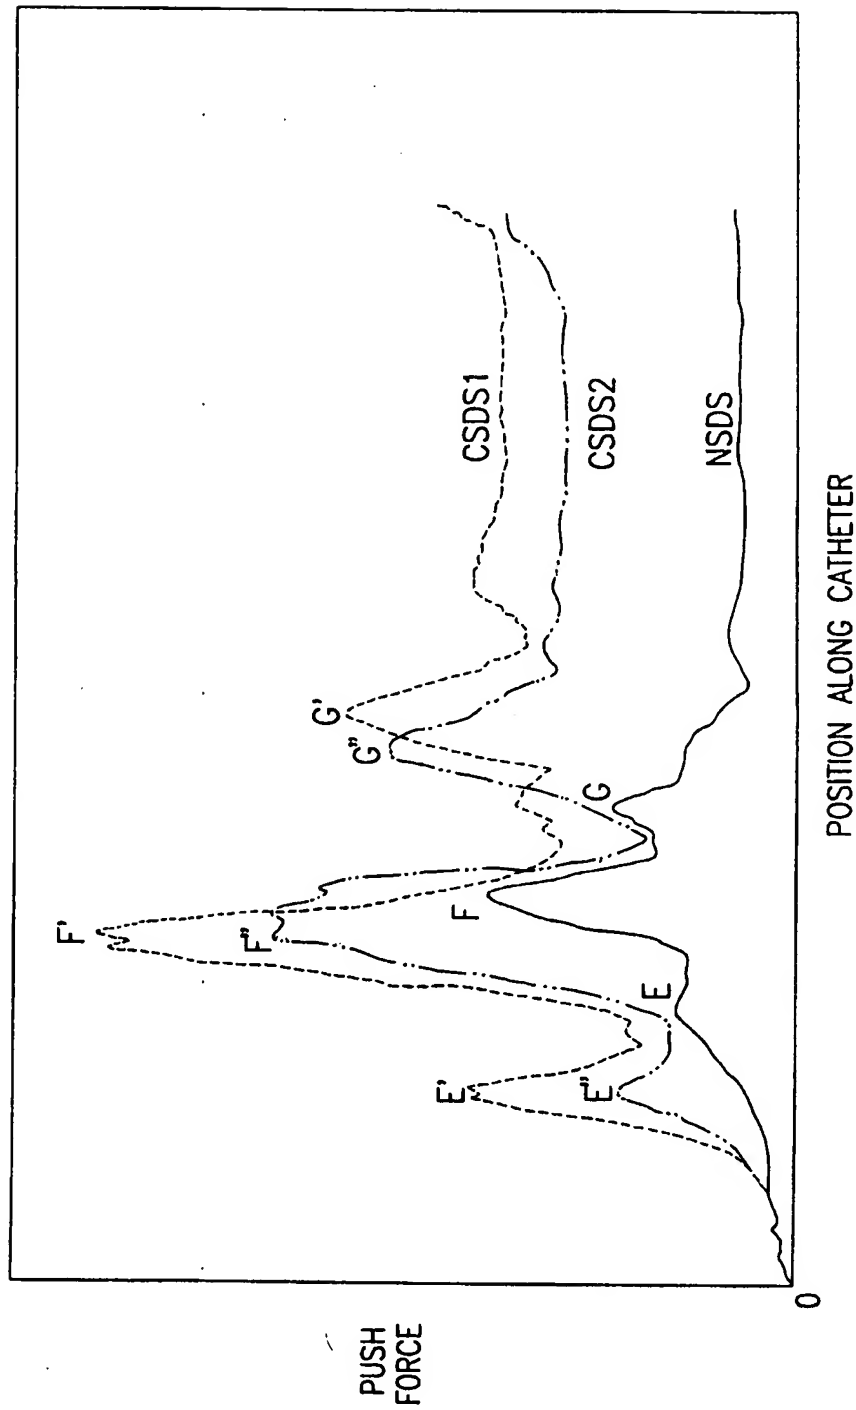 PUSH
FORCE
F'
F"
E'
E"
E
F
G
G'
G"
CSDS1
CSDS2
NSDS
0
POSITION ALONG CATHETER